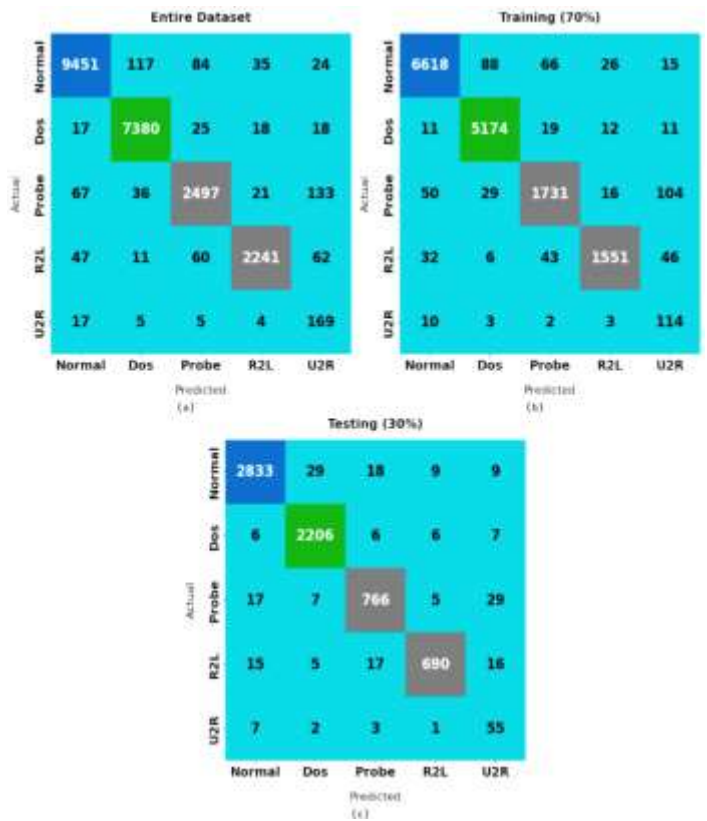 Entire Dataset
Normal 9451 117 84 35 24
Dos 17 7380 25 18 18
Actual
Probe 67 36 2497 21 133
R2L 47 11 60 2241 62
U2R 17 5 5 4 169
Normal Dos Probe R2L U2R
Predicted
(a)
Training (70%)
Normal 6618 88 66 26 15
Dos 11 5174 19 12 11
Actual
Probe 50 29 1731 16 104
R2L 32 6 43 1551 46
U2R 10 3 2 3 114
Normal Dos Probe R2L U2R
Predicted
(b)
Testing (30%)
Normal 2833 29 18 9 9
Dos 6 2206 6 6 7
Actual
Probe 17 7 766 5 29
R2L 15 5 17 690 16
U2R 7 2 3 1 55
Normal Dos Probe R2L U2R
Predicted
(c)